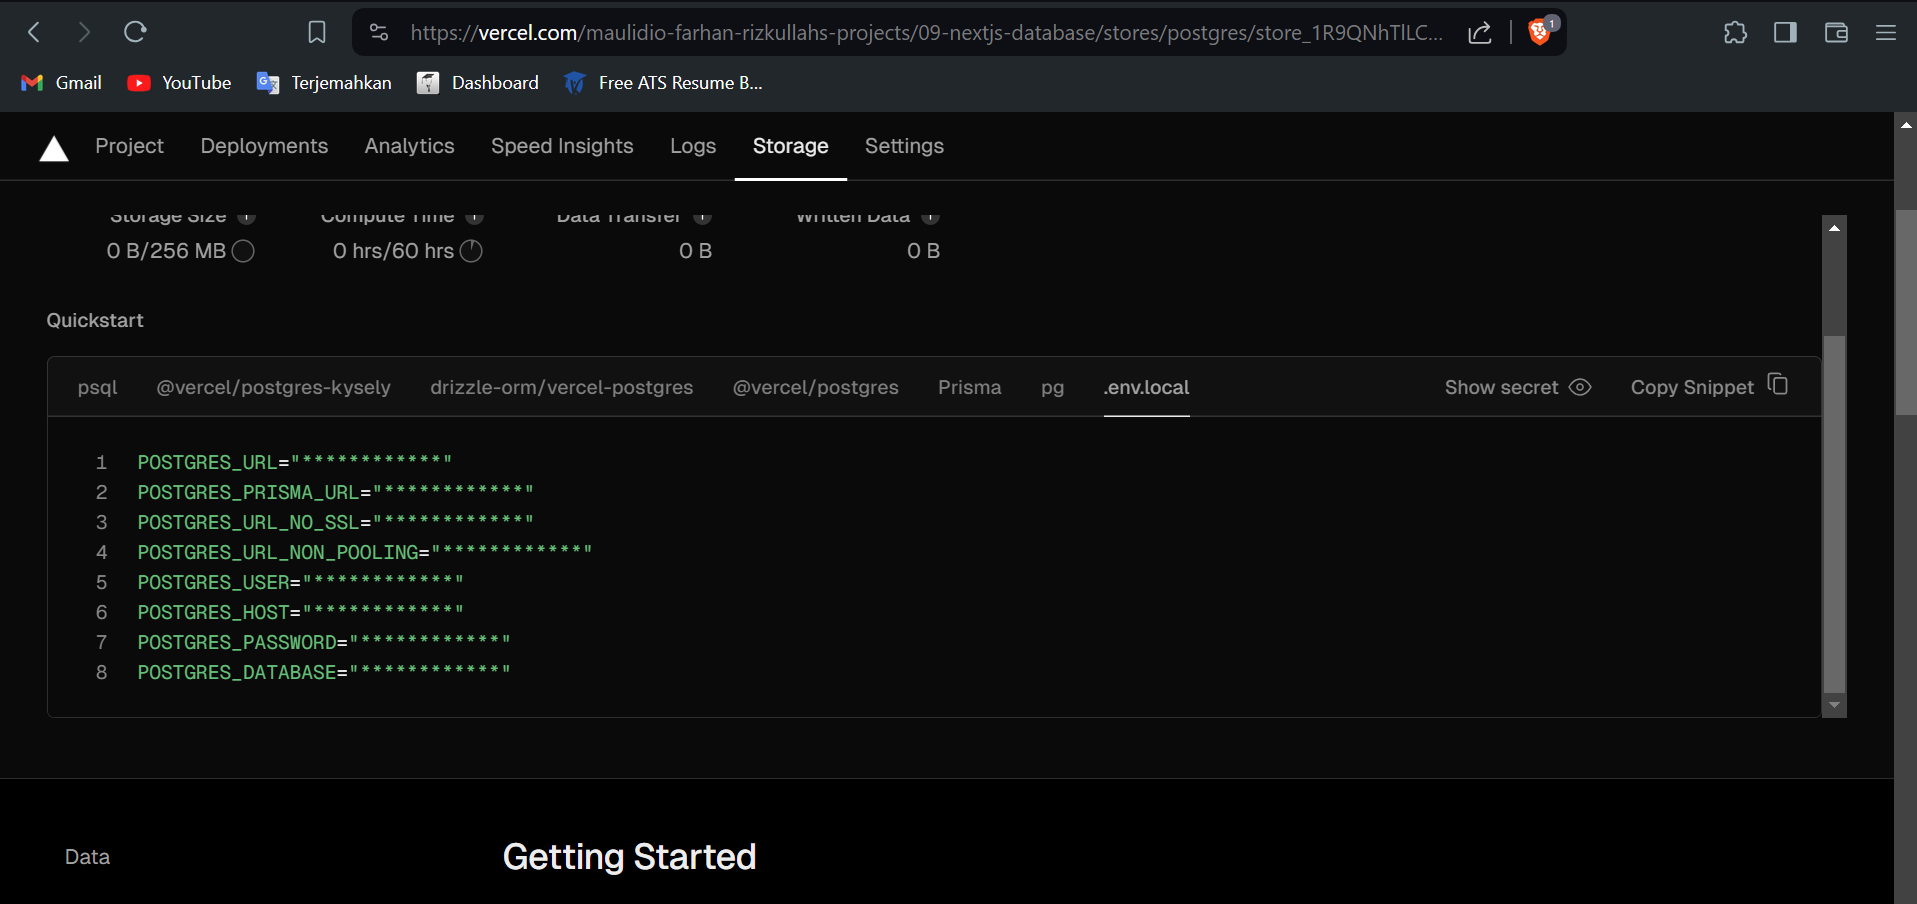 https://vercel.com/maulidio-farhan-rizkullahs-projects/09-nextjs-database/stores/postgres/store_1R9QNhTlLC...
1
Gmail
YouTube
Terjemahkan
Dashboard
Free ATS Resume B...
Project
Deployments
Analytics
Speed Insights
Logs
Storage
Settings
Storage Size
Compute Time
Data Transfer
Written Data
0 B/256 MB
0 hrs/60 hrs
0 B
0 B
Quickstart
psql
@vercel/postgres-kysely
drizzle-orm/vercel-postgres
@vercel/postgres
Prisma
pg
.env.local
Show secret
Copy Snippet
1 POSTGRES_URL="************"
2 POSTGRES_PRISMA_URL="************"
3 POSTGRES_URL_NO_SSL="************"
4 POSTGRES_URL_NON_POOLING="************"
5 POSTGRES_USER="************"
6 POSTGRES_HOST="************"
7 POSTGRES_PASSWORD="************"
8 POSTGRES_DATABASE="************"
Data
Getting Started